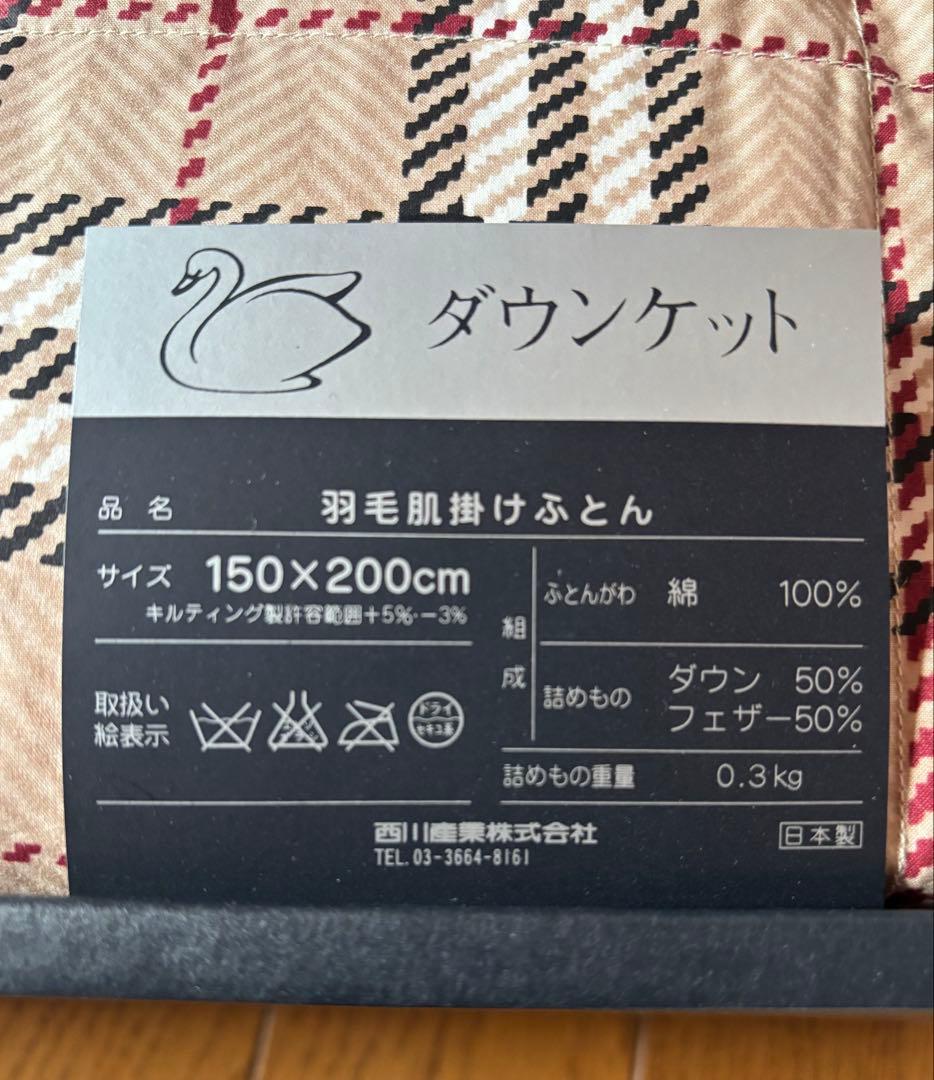 ダウンケット
品名 羽毛肌掛けふとん
サイズ 150×200cm
キルティング製許容範囲+5%-−3%
取扱い
絵表示
ドライ
セキユ系
組成
ふとんがわ 綿 100%
詰めもの ダウン 50%
フェザー50%
詰めもの重量 0.3kg
西川産業株式会社
TEL.03-3664-8161
日本製